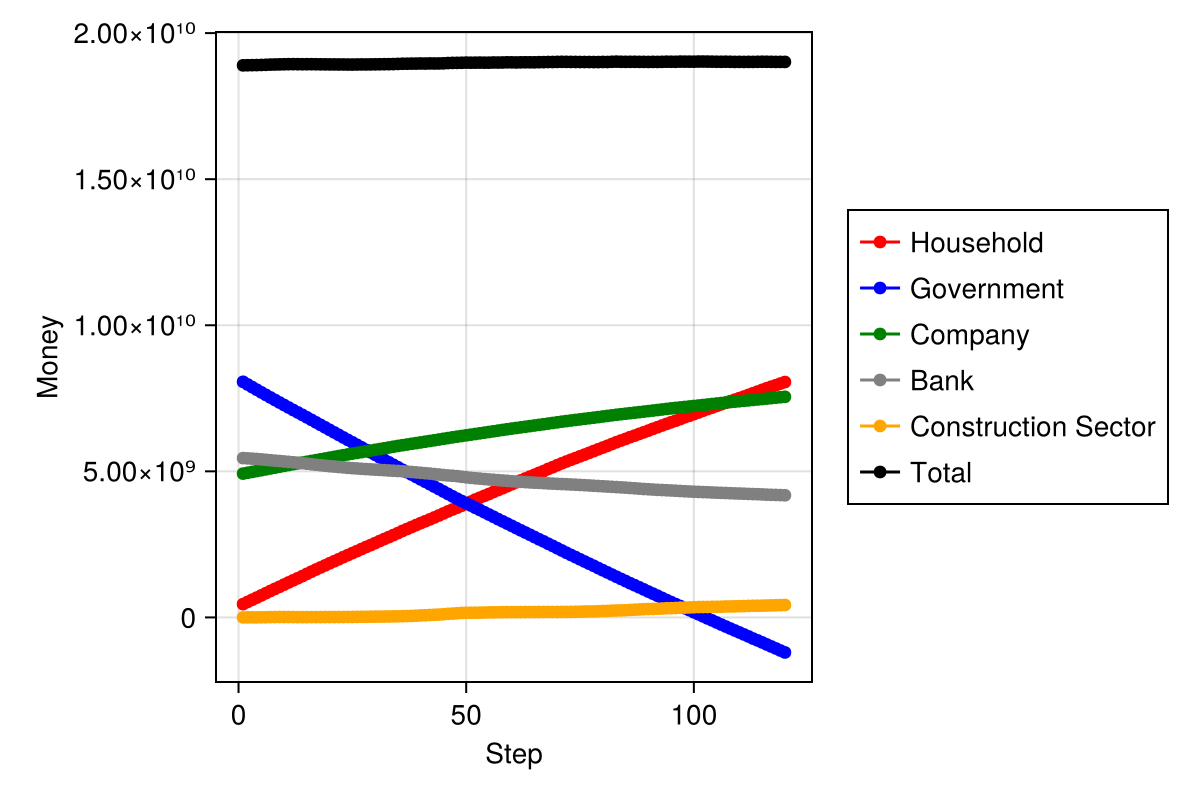 2.00×10¹⁰
1.50×10¹⁰
1.00×10¹⁰
5.00×10⁹
0
Money
0
50
100
Step
Household
Government
Company
Bank
Construction Sector
Total